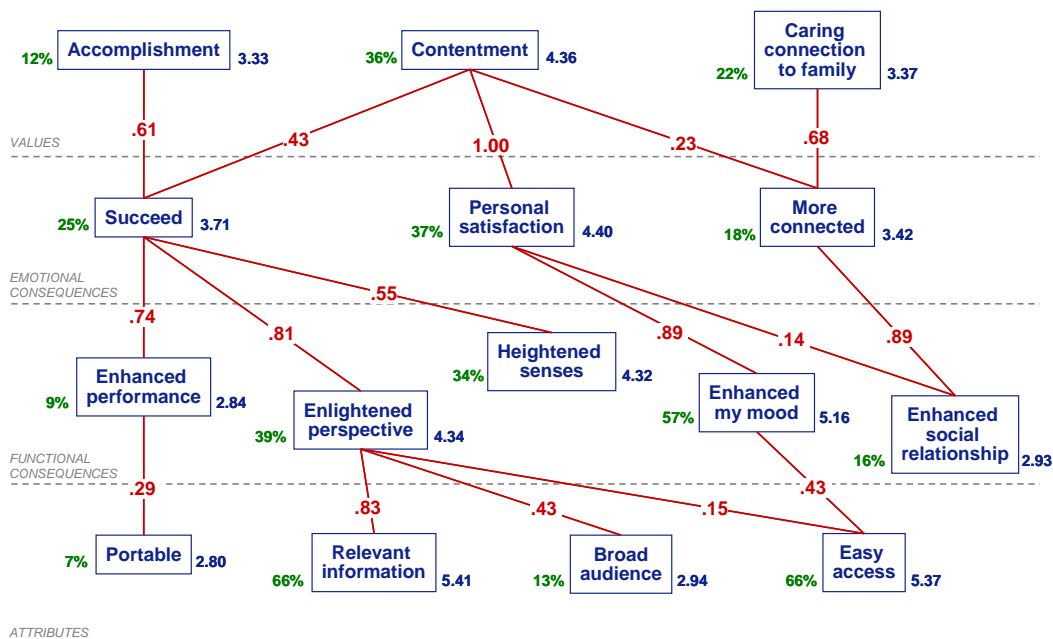 Accomplishment
12%
3.33
Contentment
36%
4.36
Caring
connection
to family
22%
3.37
.61
.43
1.00
.23
.68
VALUES
Succeed
25%
3.71
Personal
satisfaction
37%
4.40
More
connected
18%
3.42
EMOTIONAL
CONSEQUENCES
.74
.81
.55
.89
.14
.89
Enhanced
performance
9%
2.84
Enlightened
perspective
39%
4.34
Heightened
senses
34%
4.32
Enhanced
my mood
57%
5.16
Enhanced
social
relationship
16%
2.93
FUNCTIONAL
CONSEQUENCES
.29
.83
.43
.15
.43
Portable
7%
2.80
Relevant
information
66%
5.41
Broad
audience
13%
2.94
Easy
access
66%
5.37
ATTRIBUTES